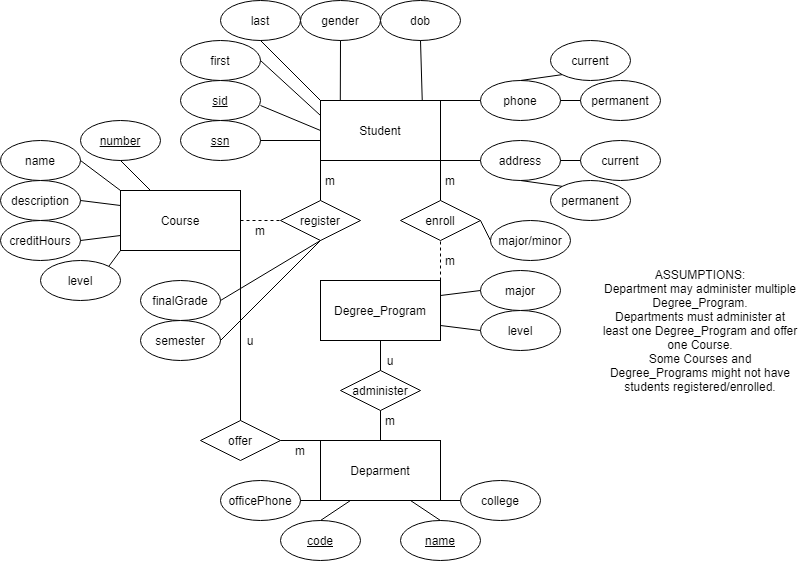 last
gender
dob
first
current
sid
phone
permanent
Student
number
ssn
name
address
current
m
m
description
permanent
Course
register
enroll
m
creditHours
major/minor
m
level
ASSUMPTIONS:
Department may administer multiple
Degree_Program.
Departments must administer at
least one Degree_Program and offer
one Course.
Some Courses and
Degree_Programs might not have
students registered/enrolled.
finalGrade
major
Degree_Program
semester
level
u
u
administer
m
offer
m
Deparment
officePhone
college
code
name